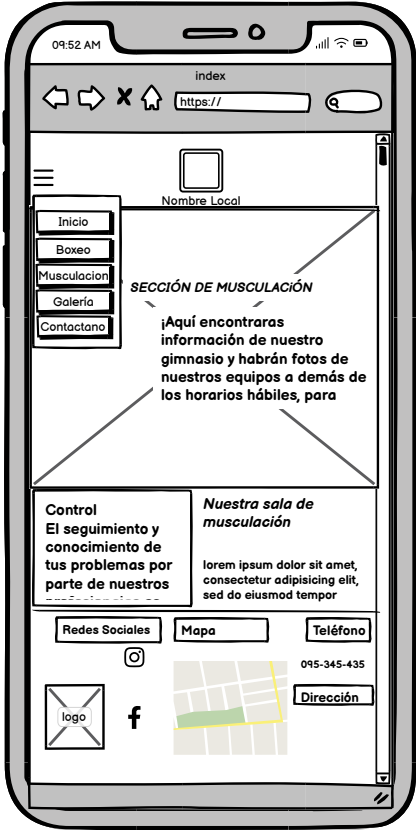 09:52 AM
index
https://
Nombre Local
Inicio
Boxeo
Musculacion
Galería
Contactano
SECCIÓN DE MUSCULACiÓN
¡Aquí encontraras
información de nuestro
gimnasio y habrán fotos de
nuestros equipos a demás de
los horarios hábiles, para
Control
El seguimiento y
conocimiento de
tus problemas por
parte de nuestros
Nuestra sala de
musculación
lorem ipsum dolor sit amet,
consectetur adipisicing elit,
sed do eiusmod tempor
Redes Sociales
Mapa
Teléfono
095-345-435
Dirección
logo